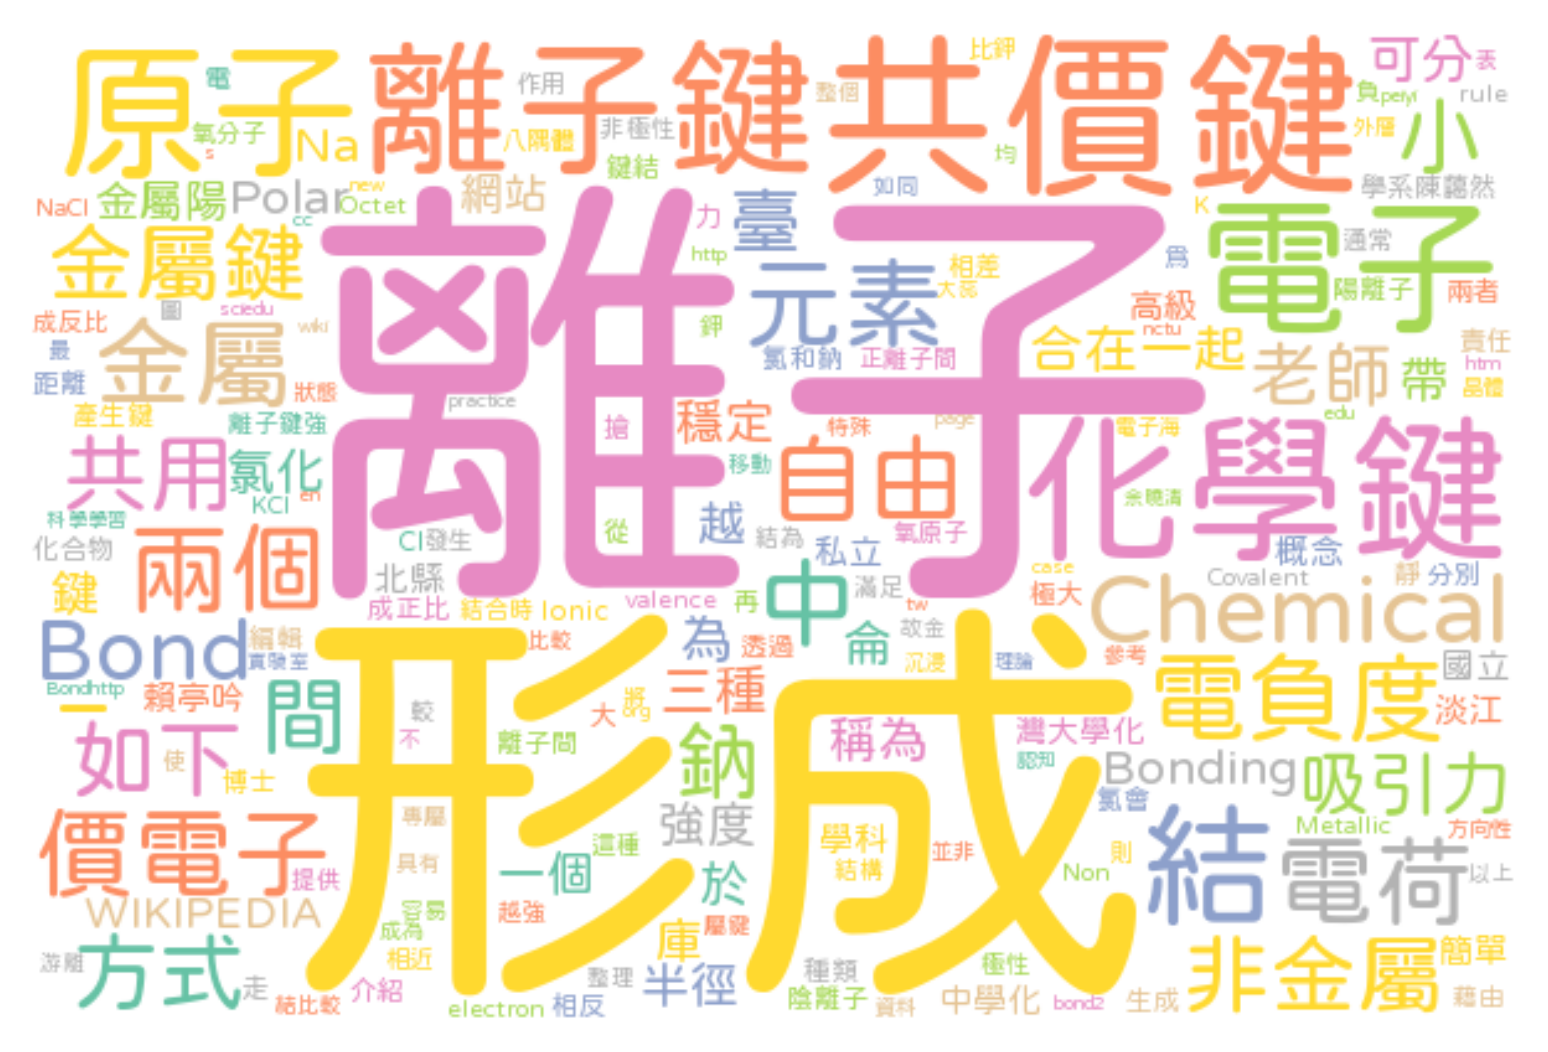 原子
離子鍵
共價鍵
比鉀
可分
表
電
作用
整個
負
peiyi
rule
氧分子
Na
八隅體
非極性
外層
小
s
鍵結
均
NaCl
金屬陽
Polar
new
Octet
網站
如同
學系陳藹然
cc
離子
力
臺
K
電子
通常
金屬鍵
http
元素
相差
為
大蕊
陽離子
兩者
成反比
圖
sciedu
wiki
鉀
高級
nctu
最
金屬
氯和鈉
正離子間
合在一起
責任
距離
狀態
老師
帶
htm
晶體
practice
產生鍵
離子鍵強
搶
穩定
特殊
page
電子海
edu
共用
氯化
移動
自由
化學鍵
KCl
en
余曉清
科學學習
從
越
結為
氧原子
化合物
兩個
Cl
發生
私立
概念
鍵
北縣
中
滿足
case
Covalent
靜
分別
成正比
結合時
Ionic
valence
再
tw
極大
Chemical
Bond
編輯
比較
為
透過
侖
故金
實驗室
沉浸
理論
參考
國立
Bondhttp
賴亭吟
間
形成
三種
電負度
淡江
一
如下
較
不
大
將
org
離子間
鈉
稱為
灣大學化
使
博士
認知
Bonding
吸引力
氯會
價電子
專屬
強度
學科
Metallic
方向性
這種
並非
則
結
電荷
提供
具有
一個
於
結構
Non
以上
WIKIPEDIA
容易
越強
屬鍵
成為
方式
庫
非金屬
簡單
游離
相近
走
介紹
整理
半徑
種類
極性
結比較
electron
相反
陰離子
資料
中學化
bond2
生成
藉由